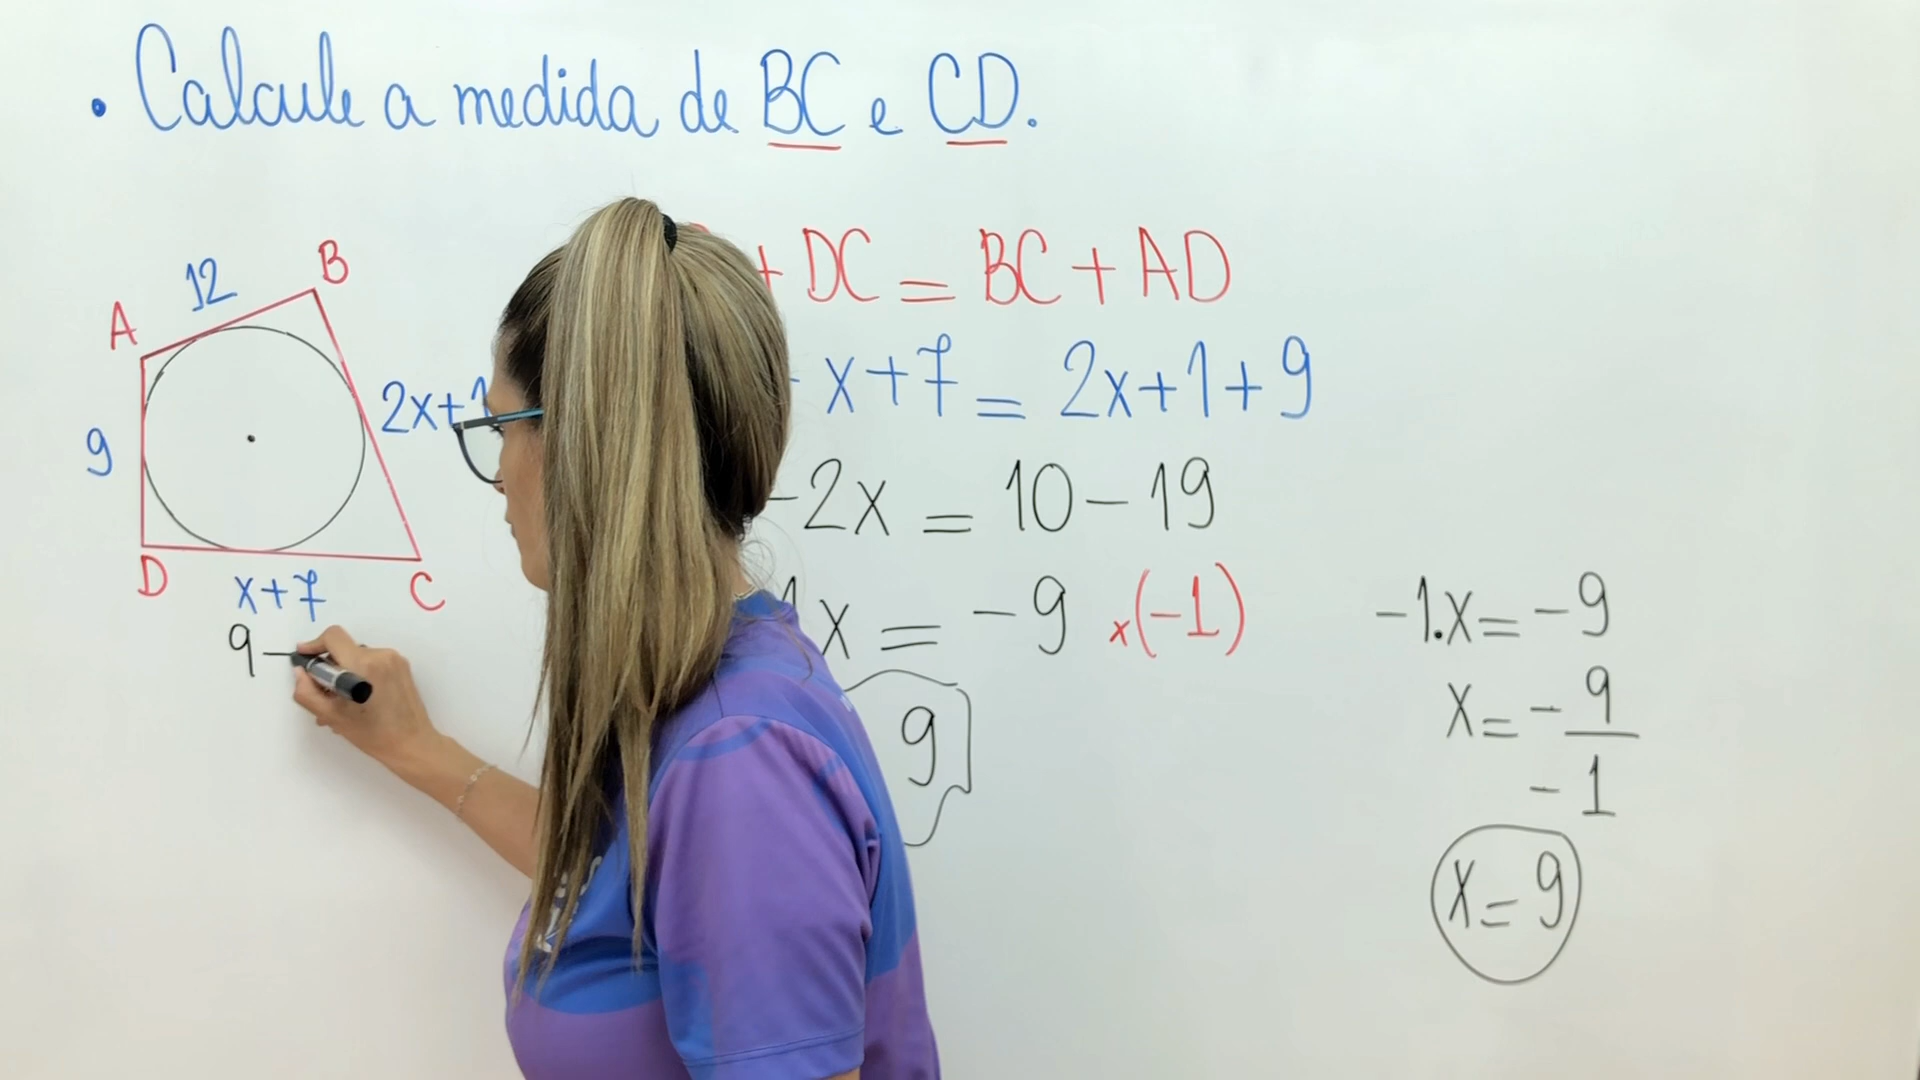 • Calcule a medida de BC e CD.
+ DC = BC + AD
x+7 = 2x+1+9
-2x = 10-19
x = -9 x(-1)
9
-1.x = -9
x = -9
-1
x = 9
A
12
B
9
2x+1
D
x+7
C
9-